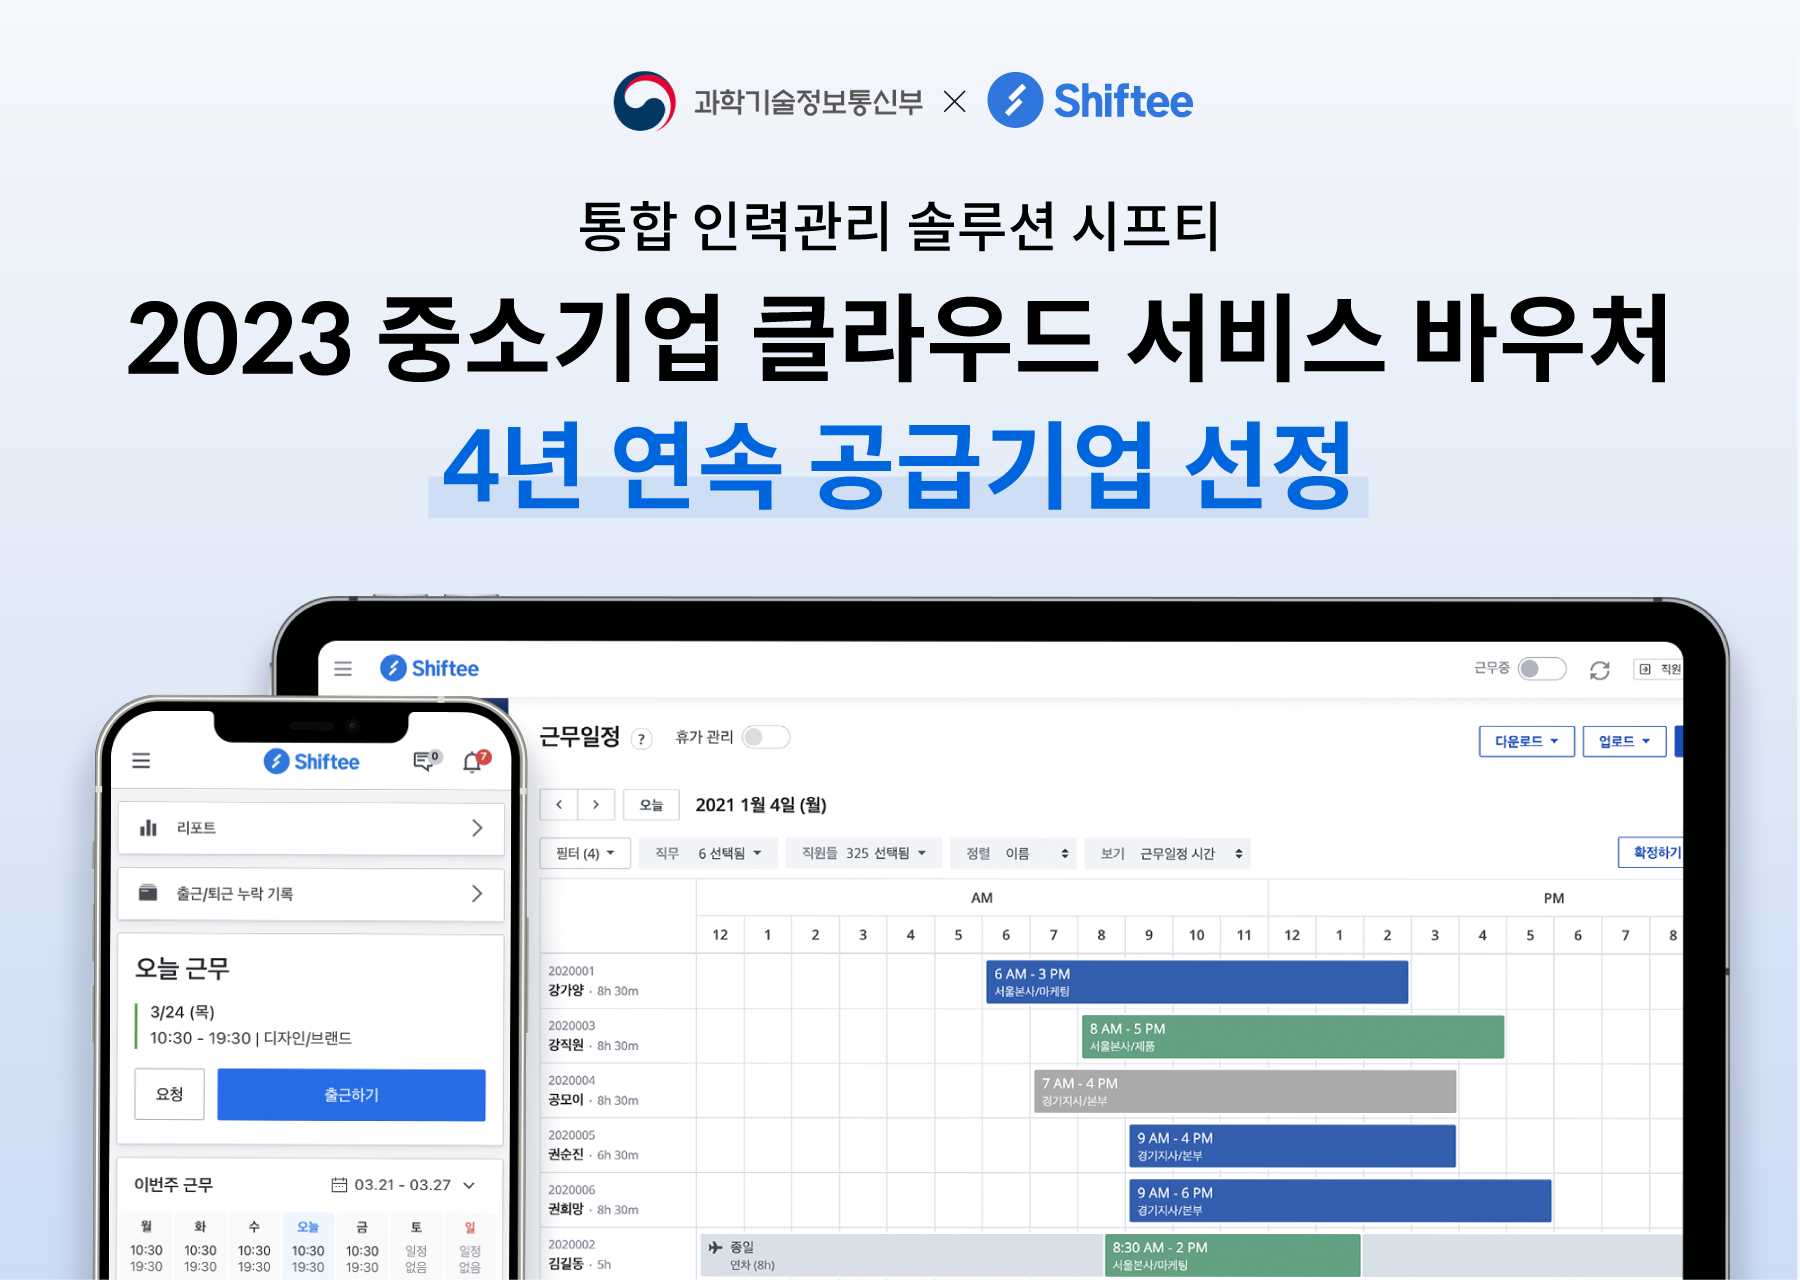 과학기술정보통신부 × Shiftee
통합 인력관리 솔루션 시프티
2023 중소기업 클라우드 서비스 바우처
4년 연속 공급기업 선정
Shiftee
근무중
직원
근무일정 ? 휴가 관리
다운로드 업로드
오늘 2021 1월 4일 (월)
필터 (4) 직무 6 선택됨 직원들 325 선택됨 정렬 이름 보기 근무일정 시간
확정하기
AM PM
12 1 2 3 4 5 6 7 8 9 10 11 12 1 2 3 4 5 6 7 8
2020001
강가양 · 8h 30m
6 AM - 3 PM
서울본사/마케팅
2020003
강직원 · 8h 30m
8 AM - 5 PM
서울본사/제품
2020004
공모이 · 8h 30m
7 AM - 4 PM
경기지사/본부
2020005
권순진 · 6h 30m
9 AM - 4 PM
경기지사/본부
2020006
권희망 · 8h 30m
9 AM - 6 PM
경기지사/본부
2020002
김길동 · 5h
종일
연차 (8h)
8:30 AM - 2 PM
서울본사/마케팅
Shiftee 0 7
리포트
출근/퇴근 누락 기록
오늘 근무
3/24 (목)
10:30 - 19:30 | 디자인/브랜드
요청 출근하기
이번주 근무 03.21 - 03.27
월 화 수 오늘 금 토 일
10:30 10:30 10:30 10:30 10:30 일정 일정
19:30 19:30 19:30 19:30 19:30 없음 없음